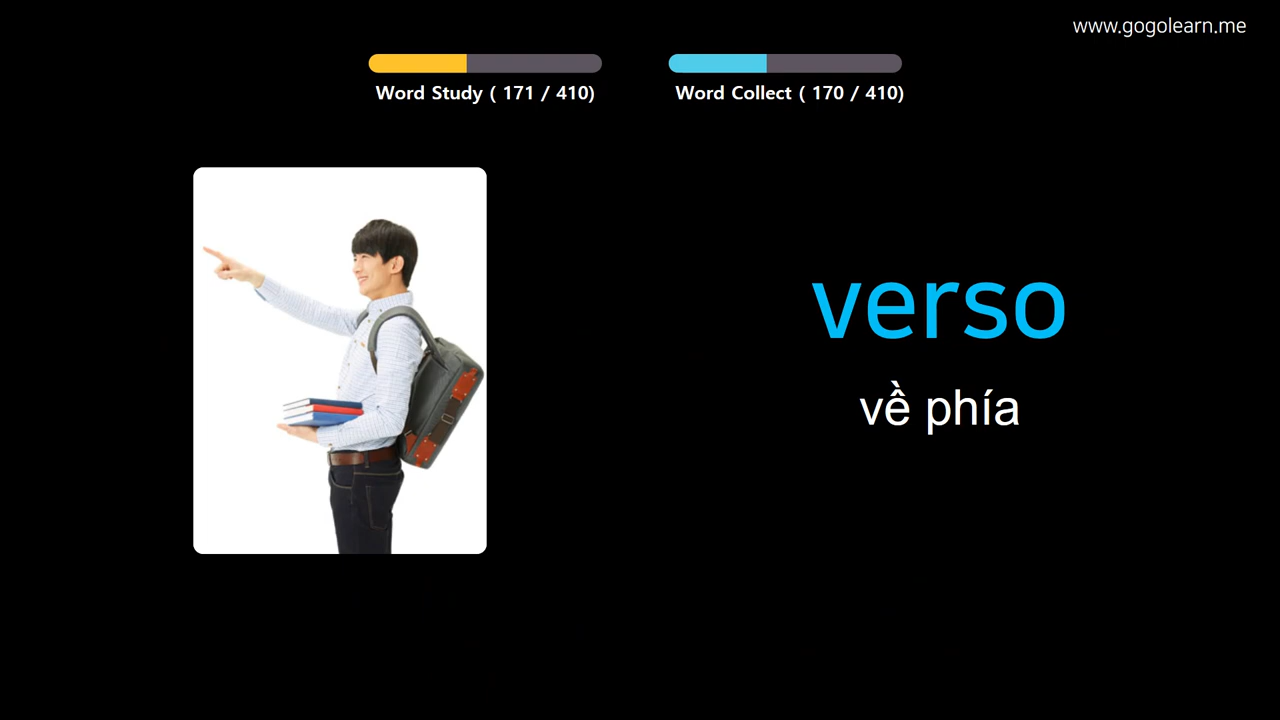 www.gogolearn.me
Word Study ( 171 / 410)
Word Collect ( 170 / 410)
verso
về phía